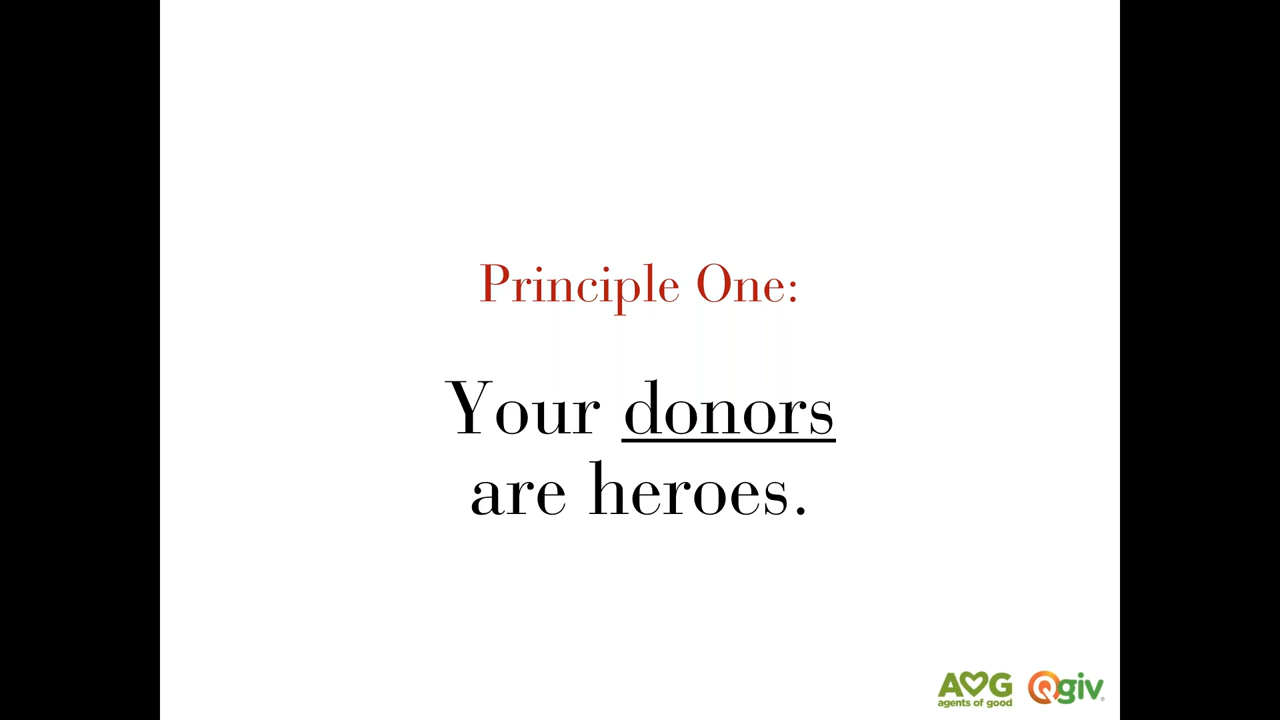 Principle One:
Your donors
are heroes.
AOG
agents of good
Qgiv